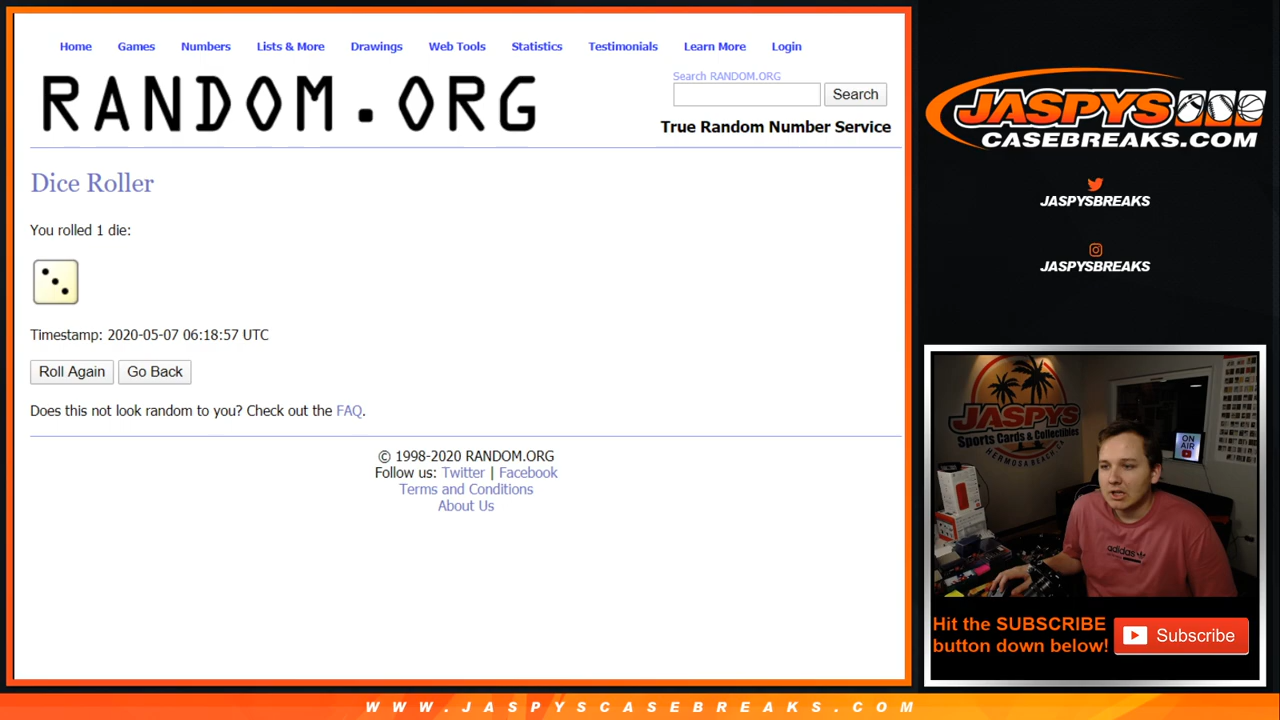 Home Games Numbers Lists & More Drawings Web Tools Statistics Testimonials Learn More Login
RANDOM.ORG
Search RANDOM.ORG
Search
True Random Number Service
Dice Roller
You rolled 1 die:
Timestamp: 2020-05-07 06:18:57 UTC
Roll Again Go Back
Does this not look random to you? Check out the FAQ.
© 1998-2020 RANDOM.ORG
Follow us: Twitter | Facebook
Terms and Conditions
About Us
JASPYS
CASEBREAKS.COM
JASPYSBREAKS
JASPYSBREAKS
JASPYS
Sports Cards & Collectibles
HERMOSA BEACH, CA
ON
AIR
adidas
Hit the SUBSCRIBE
button down below!
Subscribe
WWW.JASPYSCASEBREAKS.COM